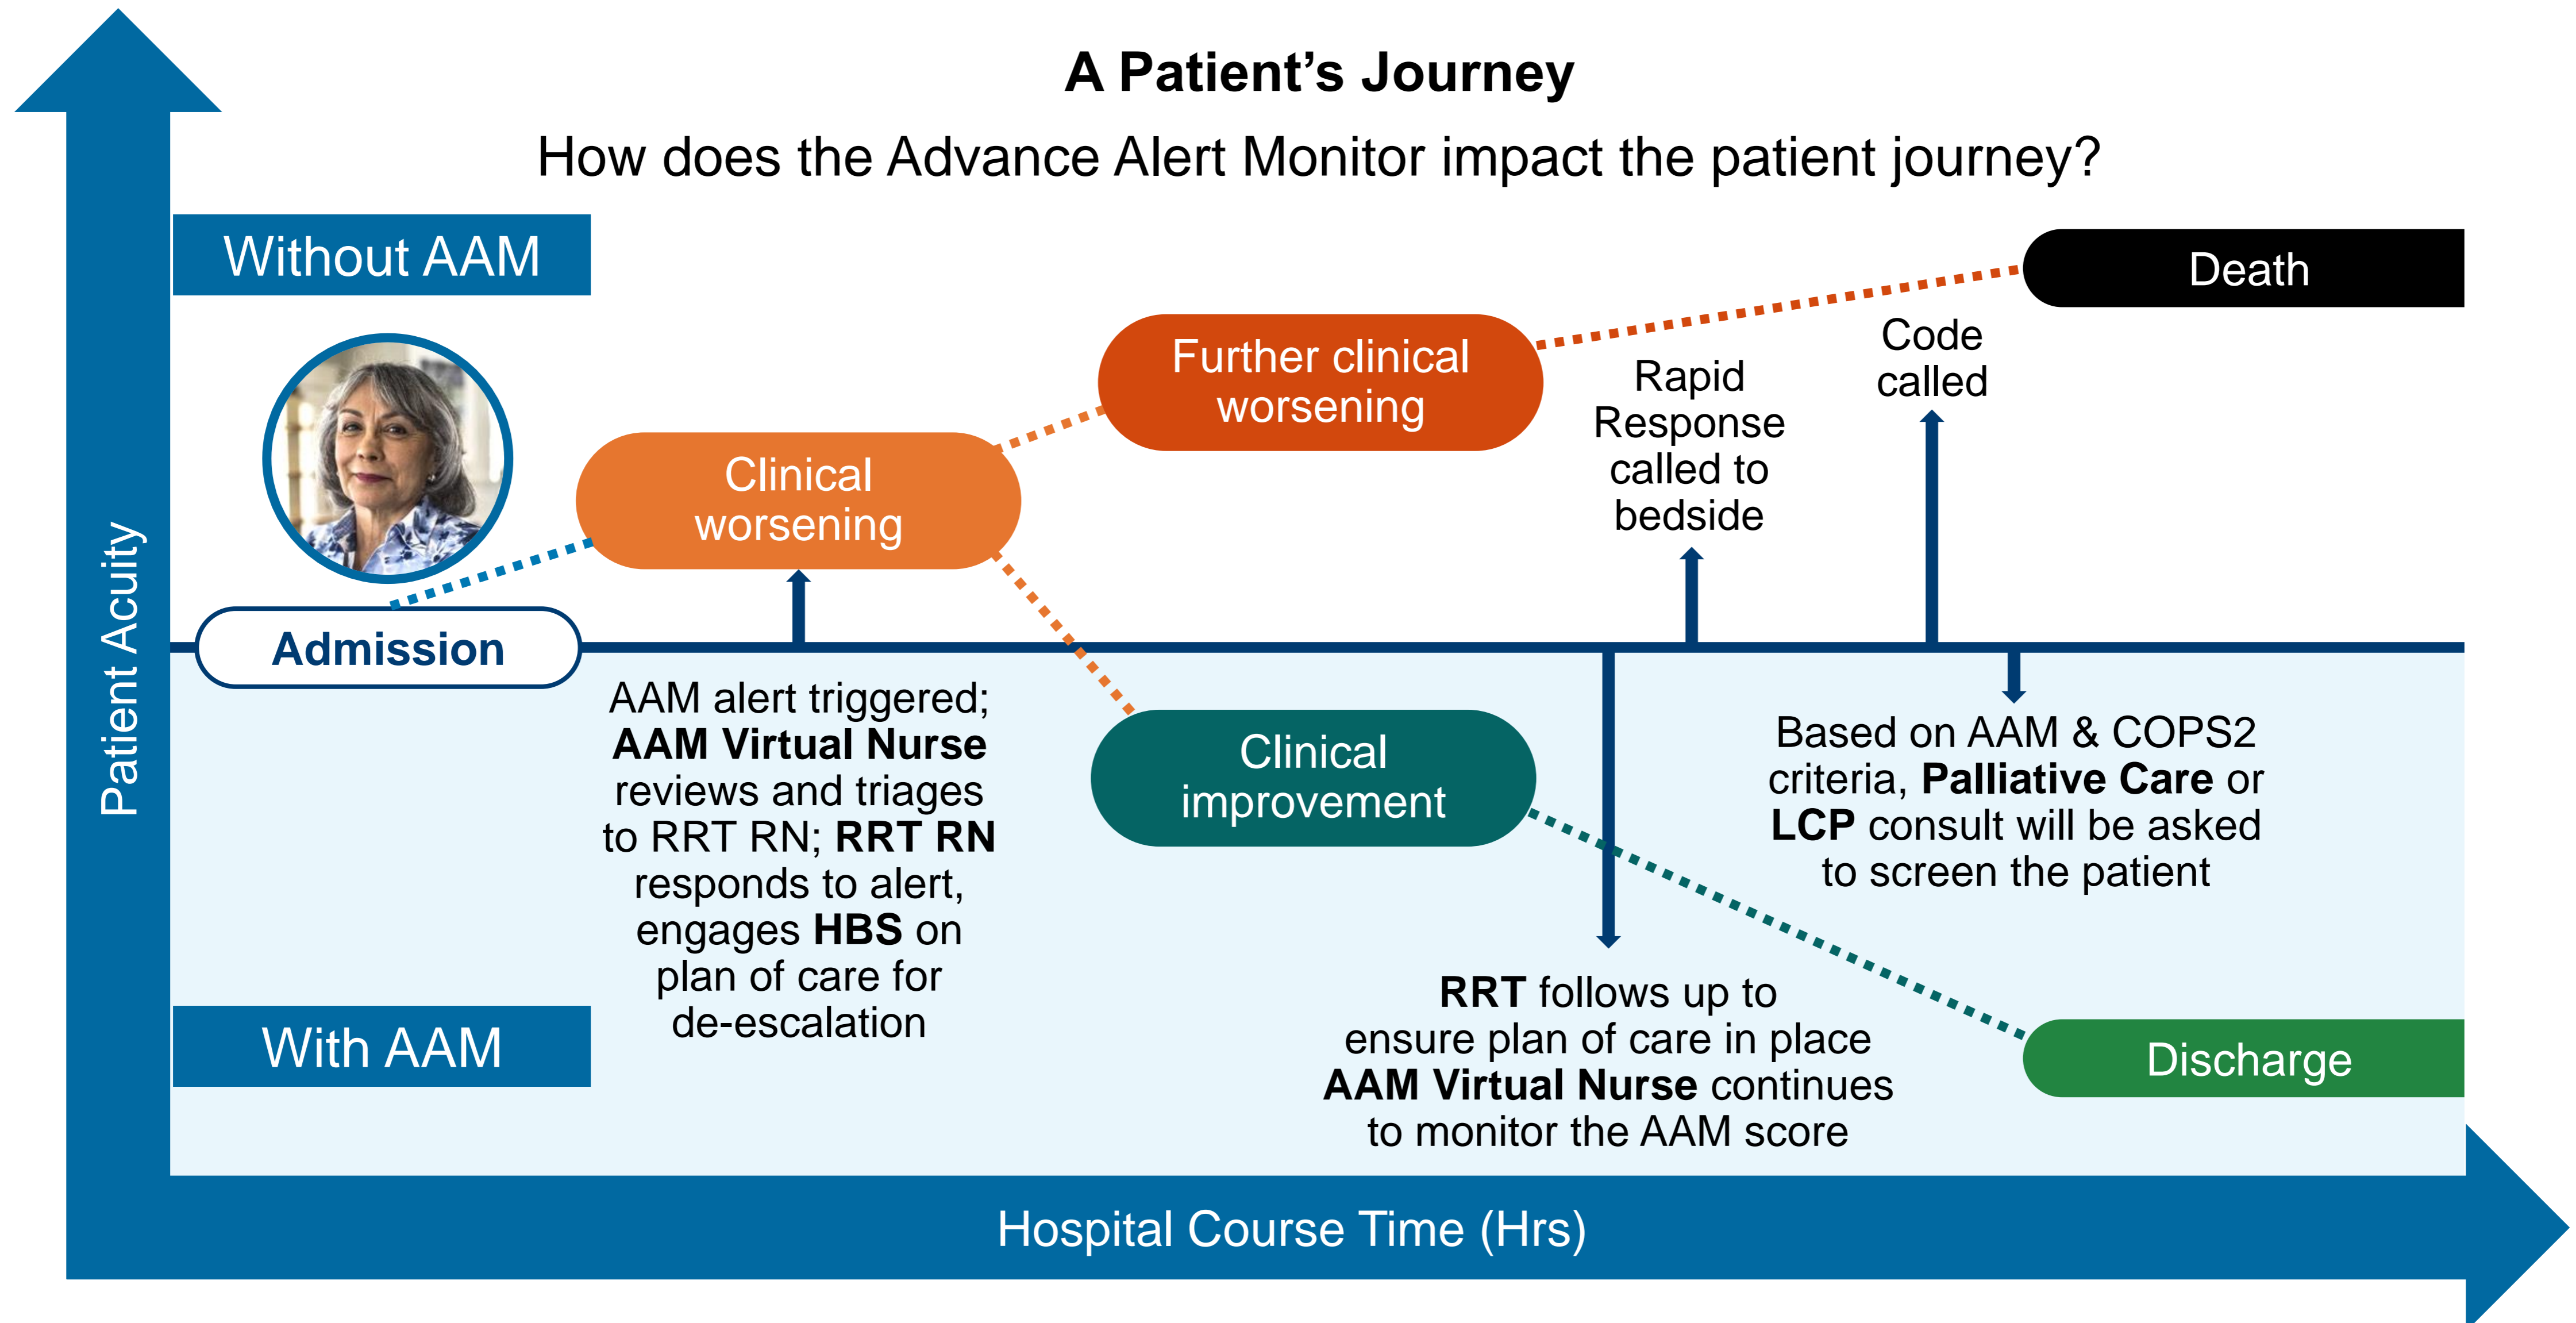 A Patient’s Journey
How does the Advance Alert Monitor impact the patient journey?
Patient Acuity
Without AAM
Death
Further clinical
worsening
Code
called
Rapid
Response
called to
bedside
Clinical
worsening
Admission
AAM alert triggered;
AAM Virtual Nurse
reviews and triages
to RRT RN; RRT RN
responds to alert,
engages HBS on
plan of care for
de-escalation
Clinical
improvement
Based on AAM & COPS2
criteria, Palliative Care or
LCP consult will be asked
to screen the patient
RRT follows up to
ensure plan of care in place
AAM Virtual Nurse continues
to monitor the AAM score
With AAM
Discharge
Hospital Course Time (Hrs)